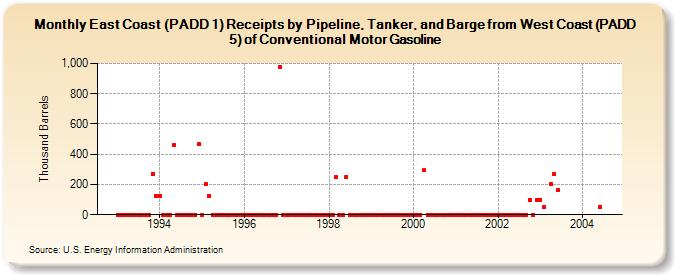 Monthly East Coast (PADD 1) Receipts by Pipeline, Tanker, and Barge from West Coast (PADD
5) of Conventional Motor Gasoline
Thousand Barrels
1,000
800
600
400
200
0
1994 1996 1998 2000 2002 2004
Source: U.S. Energy Information Administration